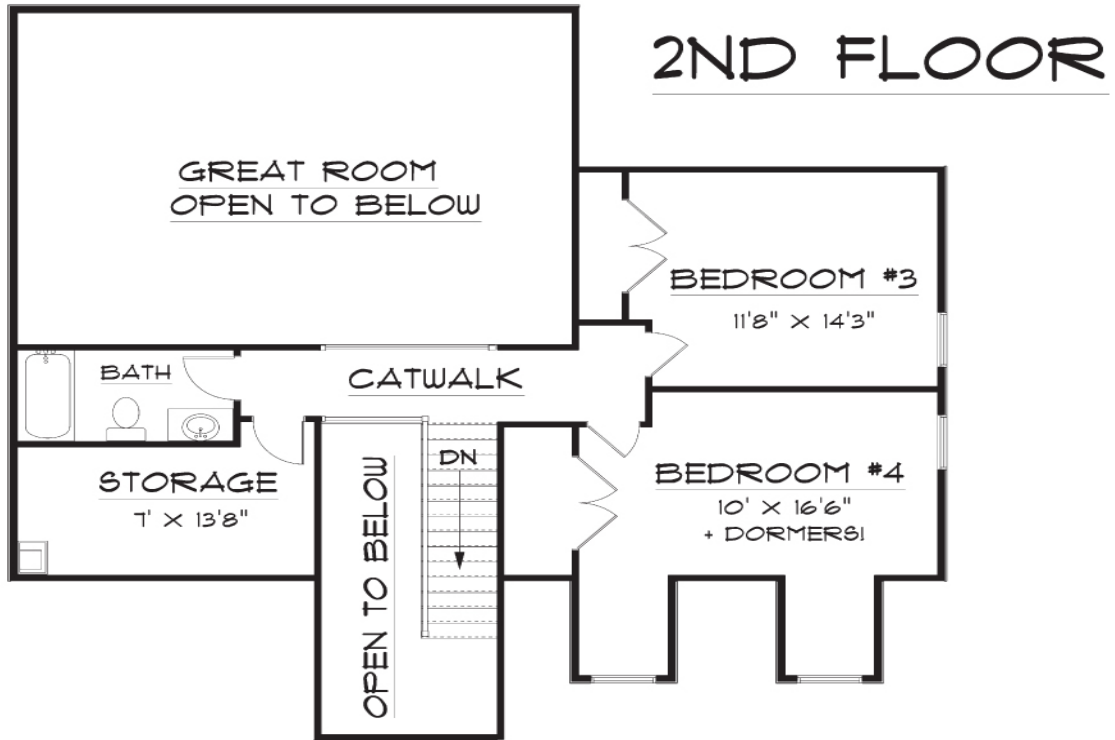 2ND FLOOR
GREAT ROOM
OPEN TO BELOW
BEDROOM #3
11'8" X 14'3"
BATH
CATWALK
DN
STORAGE
7' X 13'8"
OPEN TO BELOW
BEDROOM #4
10' X 16'6"
+ DORMERS!